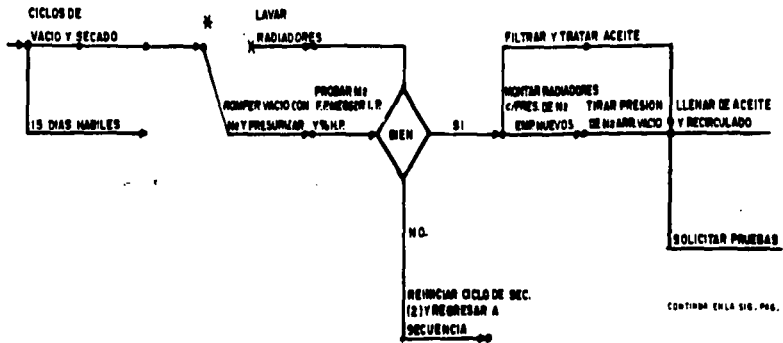 CICLOS DE
VACIO Y SECADO
15 DIAS HABILES
*
LAVAR
RADIADORES
ROMPER VACIO CON
N2 Y PRESURIZAR
PROBAR N2
F.P. MEGGER I.P.
Y % H.P.
BIEN
SI
NO.
REINICIAR CICLO DE SEC.
(2) Y REGRESAR A
SECUENCIA
FILTRAR Y TRATAR ACEITE
MONTAR RADIADORES
C/PRES. DE N2
EMP NUEVOS
TIRAR PRESION
DE N2 ARR. VACIO
LLENAR DE ACEITE
Y RECIRCULADO
SOLICITAR PRUEBAS
CONTINUA EN LA SIG. PAG.